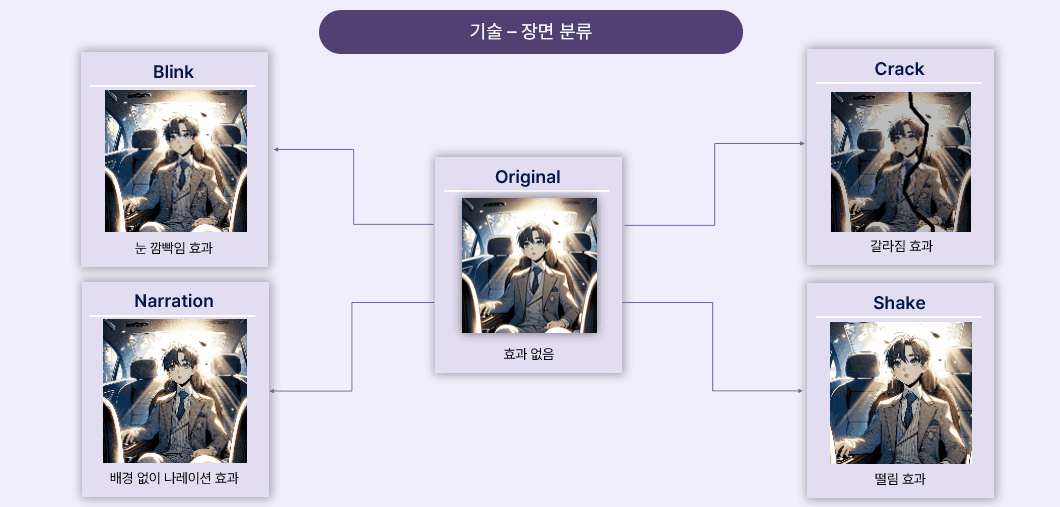 기술 – 장면 분류
Blink
눈 깜빡임 효과
Crack
갈라짐 효과
Original
효과 없음
Narration
배경 없이 나레이션 효과
Shake
떨림 효과